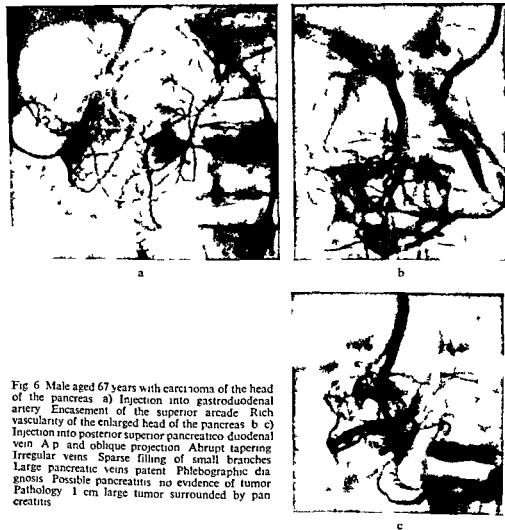 a
b
Fig 6 Male aged 67 years with carcinoma of the head
of the pancreas a) Injection into gastroduodenal
artery Encasement of the superior arcade Rich
vascularity of the enlarged head of the pancreas b c)
Injection into posterior superior pancreatico duodenal
vein A p and oblique projection Abrupt tapering
Irregular veins Sparse filling of small branches
Large pancreatic veins patent Phlebographic dia
gnosis Possible pancreatitis no evidence of tumor
Pathology 1 cm large tumor surrounded by pan
creatitis
c